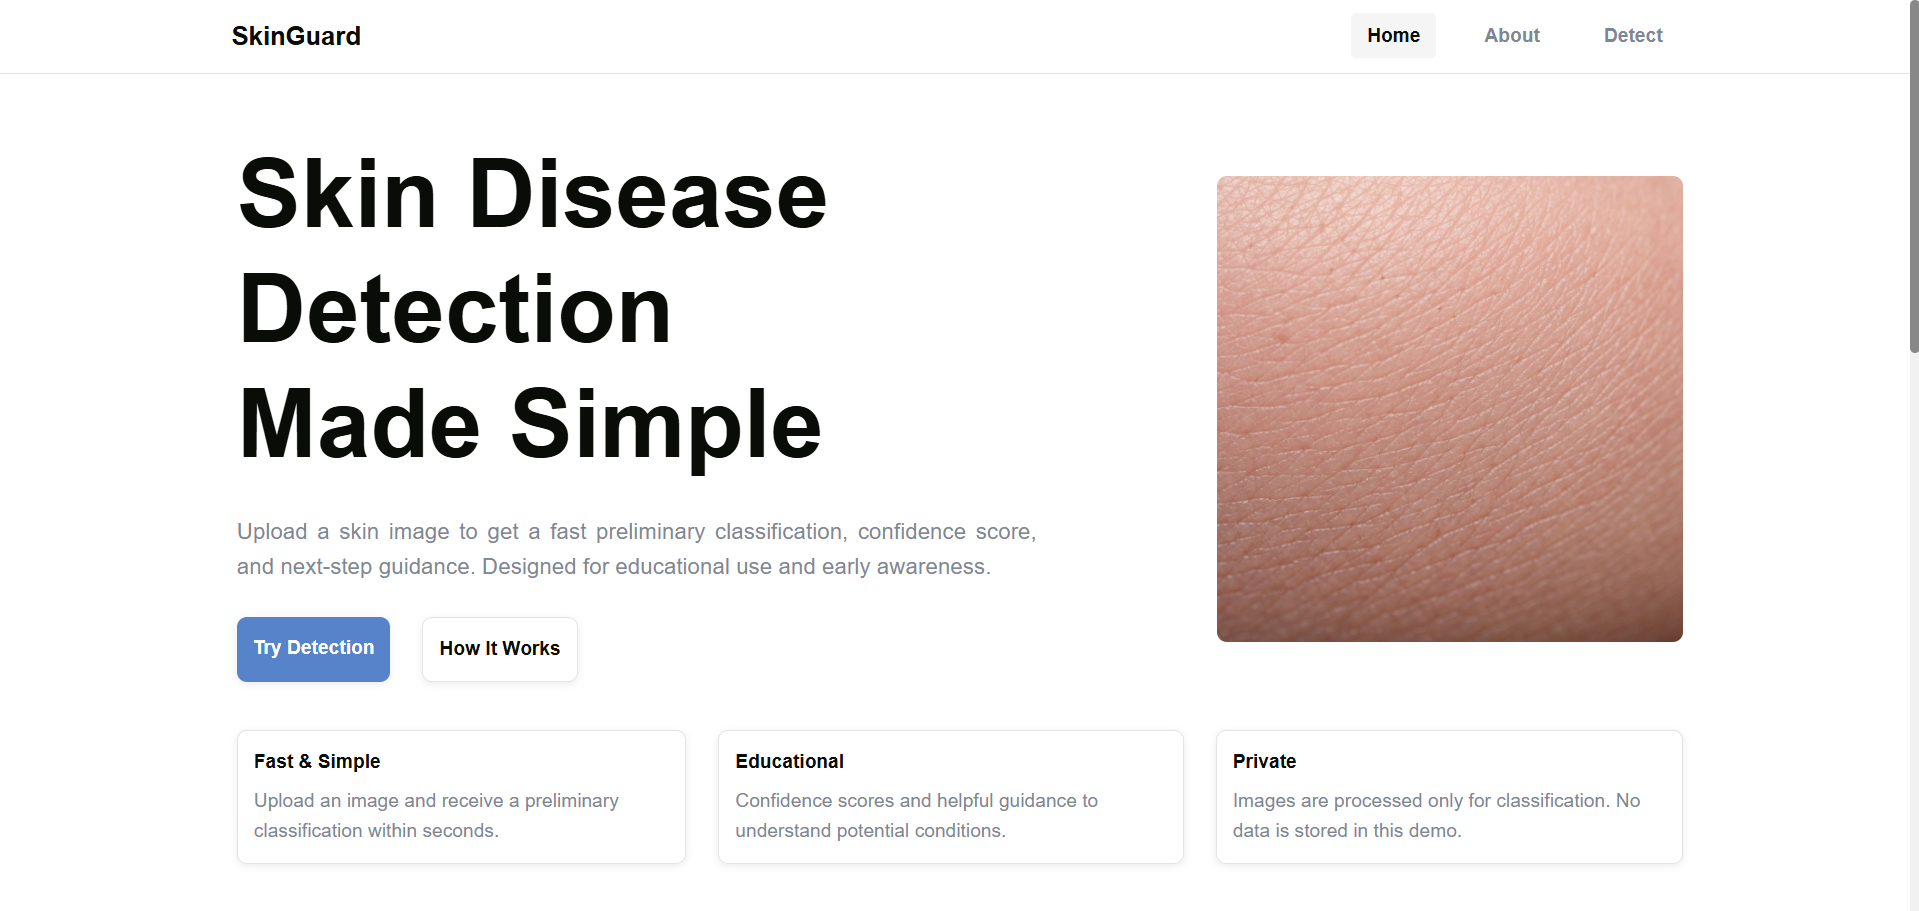 SkinGuard
Home
About
Detect
Skin Disease
Detection
Made Simple
Upload a skin image to get a fast preliminary classification, confidence score,
and next-step guidance. Designed for educational use and early awareness.
Try Detection
How It Works
Fast & Simple
Upload an image and receive a preliminary
classification within seconds.
Educational
Confidence scores and helpful guidance to
understand potential conditions.
Private
Images are processed only for classification. No
data is stored in this demo.